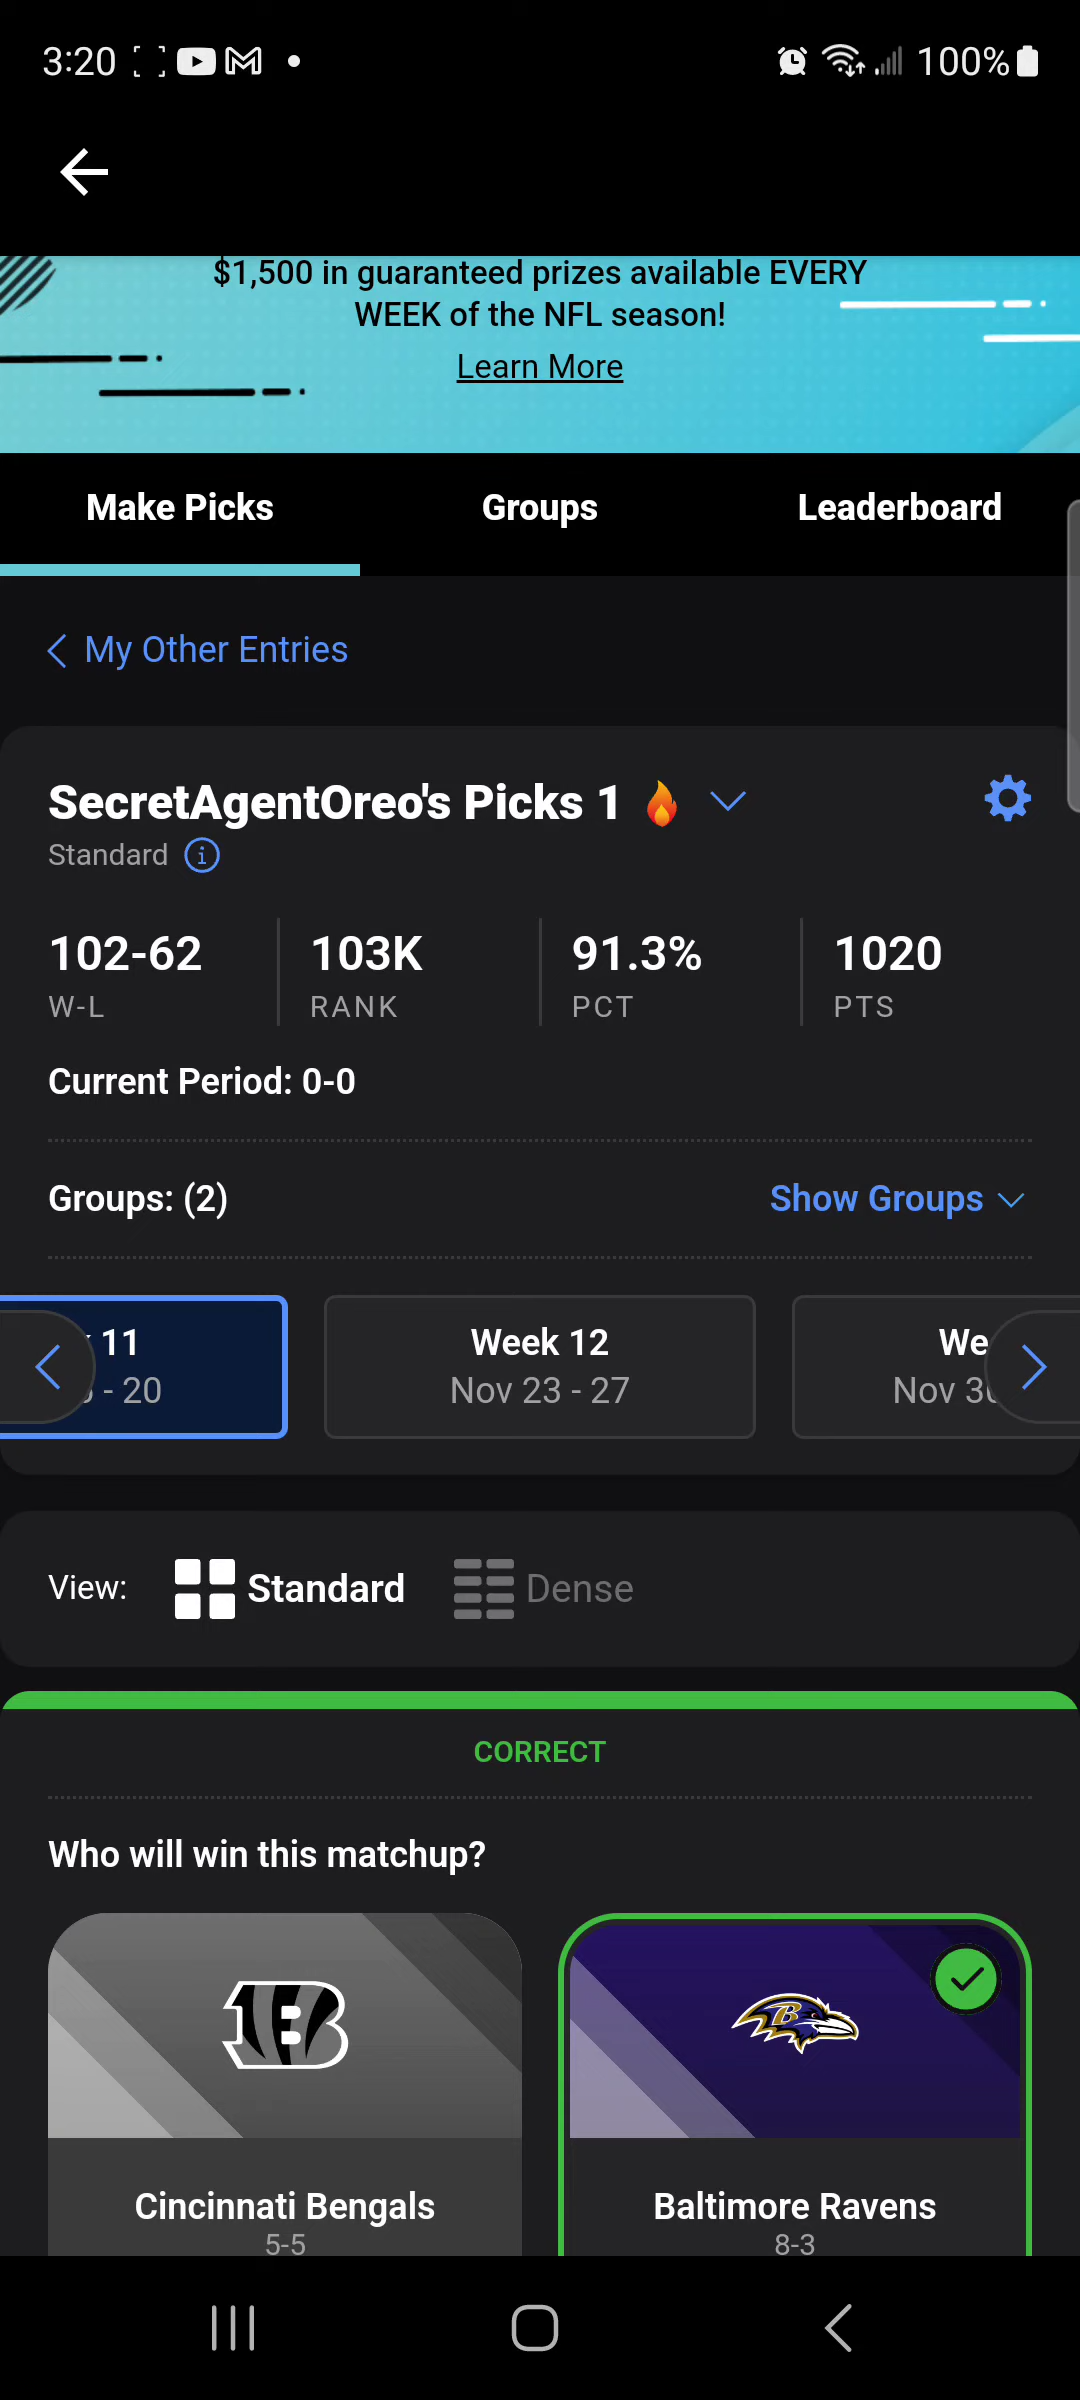 3:20
100%
$1,500 in guaranteed prizes available EVERY
WEEK of the NFL season!
Learn More
Make Picks Groups Leaderboard
My Other Entries
SecretAgentOreo's Picks 1 🔥
Standard
102-62 103K 91.3% 1020
W-L RANK PCT PTS
Current Period: 0-0
Groups: (2) Show Groups
11 Week 12 We
- 20 Nov 23 - 27 Nov 30
View: Standard Dense
CORRECT
Who will win this matchup?
B B
Cincinnati Bengals Baltimore Ravens
5-5 8-3